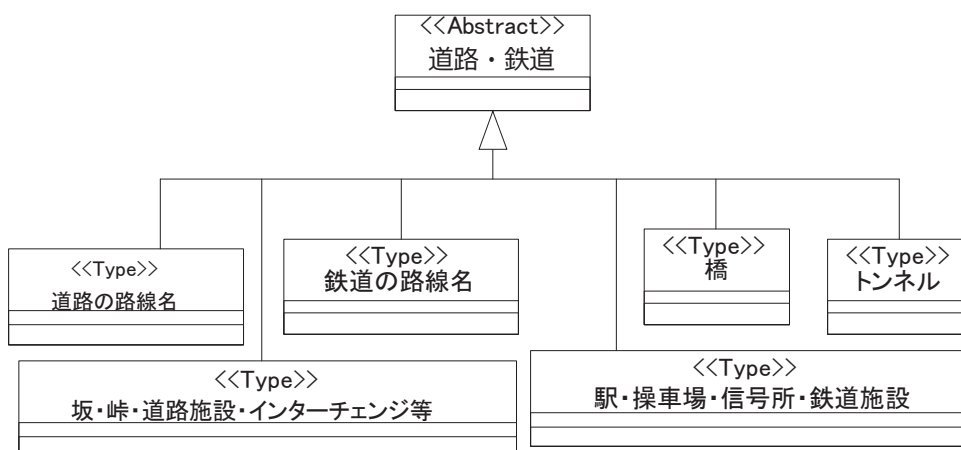 <<Abstract>>
道路・鉄道
<<Type>>
道路の路線名
<<Type>>
鉄道の路線名
<<Type>>
橋
<<Type>>
トンネル
<<Type>>
坂・峠・道路施設・インターチェンジ等
<<Type>>
駅・操車場・信号所・鉄道施設